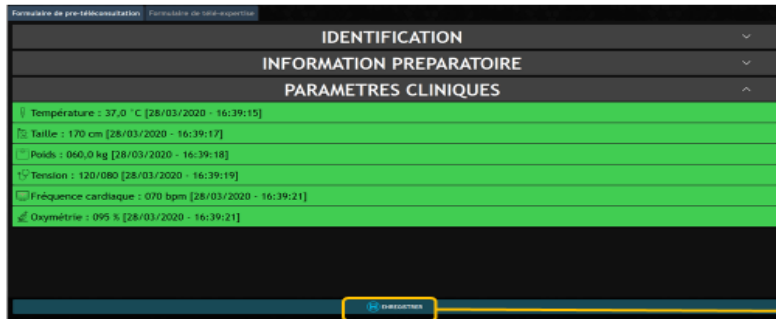 Formulaire de pre-téléconsultation Formulaire de télé-expertise
IDENTIFICATION
INFORMATION PREPARATOIRE
PARAMETRES CLINIQUES
Température : 37,0 °C [28/03/2020 - 16:39:15]
Taille : 170 cm [28/03/2020 - 16:39:17]
Poids : 060,0 kg [28/03/2020 - 16:39:18]
Tension : 120/080 [28/03/2020 - 16:39:19]
Fréquence cardiaque : 070 bpm [28/03/2020 - 16:39:21]
Oxymétrie : 095 % [28/03/2020 - 16:39:21]
ENREGISTRER